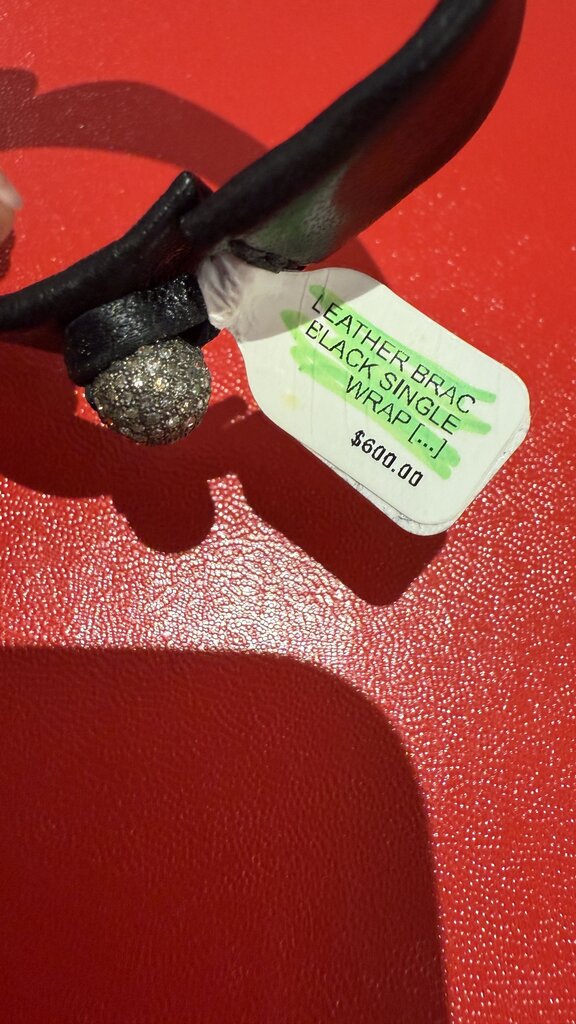 LEATHER BRAC
BLACK SINGLE
WRAP [...]
$600.00